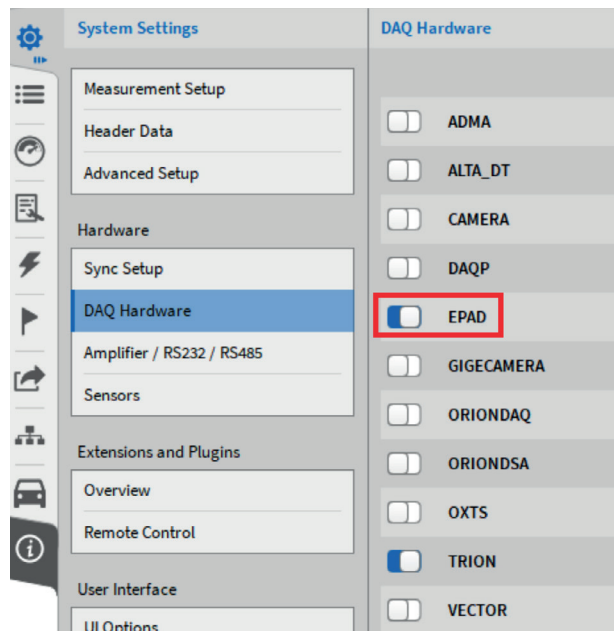 System Settings
Measurement Setup
Header Data
Advanced Setup
Hardware
Sync Setup
DAQ Hardware
Amplifier / RS232 / RS485
Sensors
Extensions and Plugins
Overview
Remote Control
User Interface
UI Options
DAQ Hardware
ADMA
ALTA_DT
CAMERA
DAQP
EPAD
GIGECAMERA
ORIONDAQ
ORIONDSA
OXTS
TRION
VECTOR